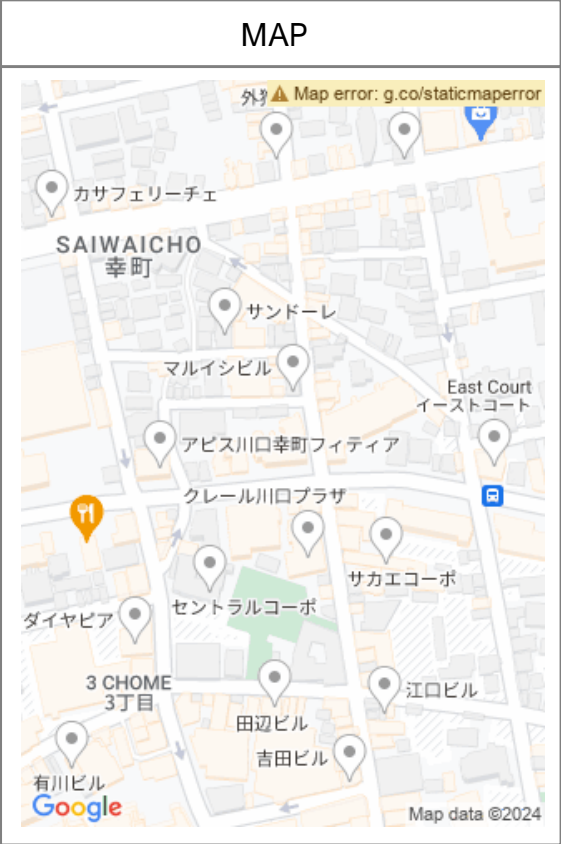 MAP
Map error: g.co/staticmaperror
カサフェリーチェ
SAIWAICHO
幸町
サンドーレ
マルイシビル
East Court
イーストコート
アピス川口幸町フィティア
クレール川口プラザ
サカエコーポ
セントラルコーポ
ダイヤピア
3 CHOME
3丁目
江口ビル
田辺ビル
吉田ビル
有川ビル
Google
Map data ©2024